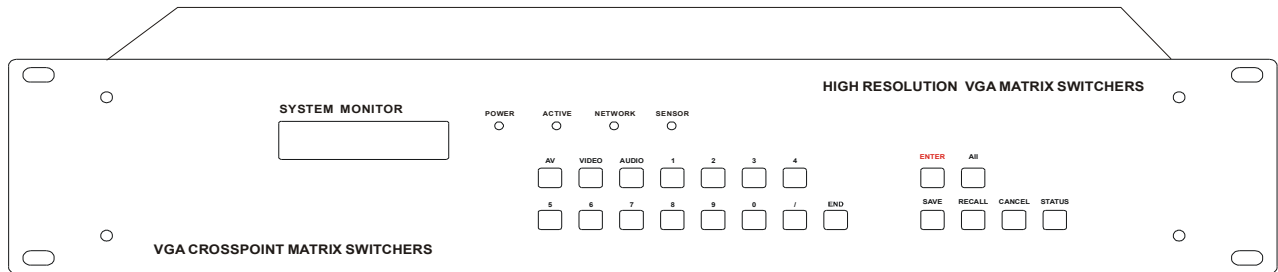 HIGH RESOLUTION VGA MATRIX SWITCHERS
SYSTEM MONITOR
POWER ACTIVE NETWORK SENSOR
AV VIDEO AUDIO 1 2 3 4
ENTER All
5 6 7 8 9 0 / END
SAVE RECALL CANCEL STATUS
VGA CROSSPOINT MATRIX SWITCHERS